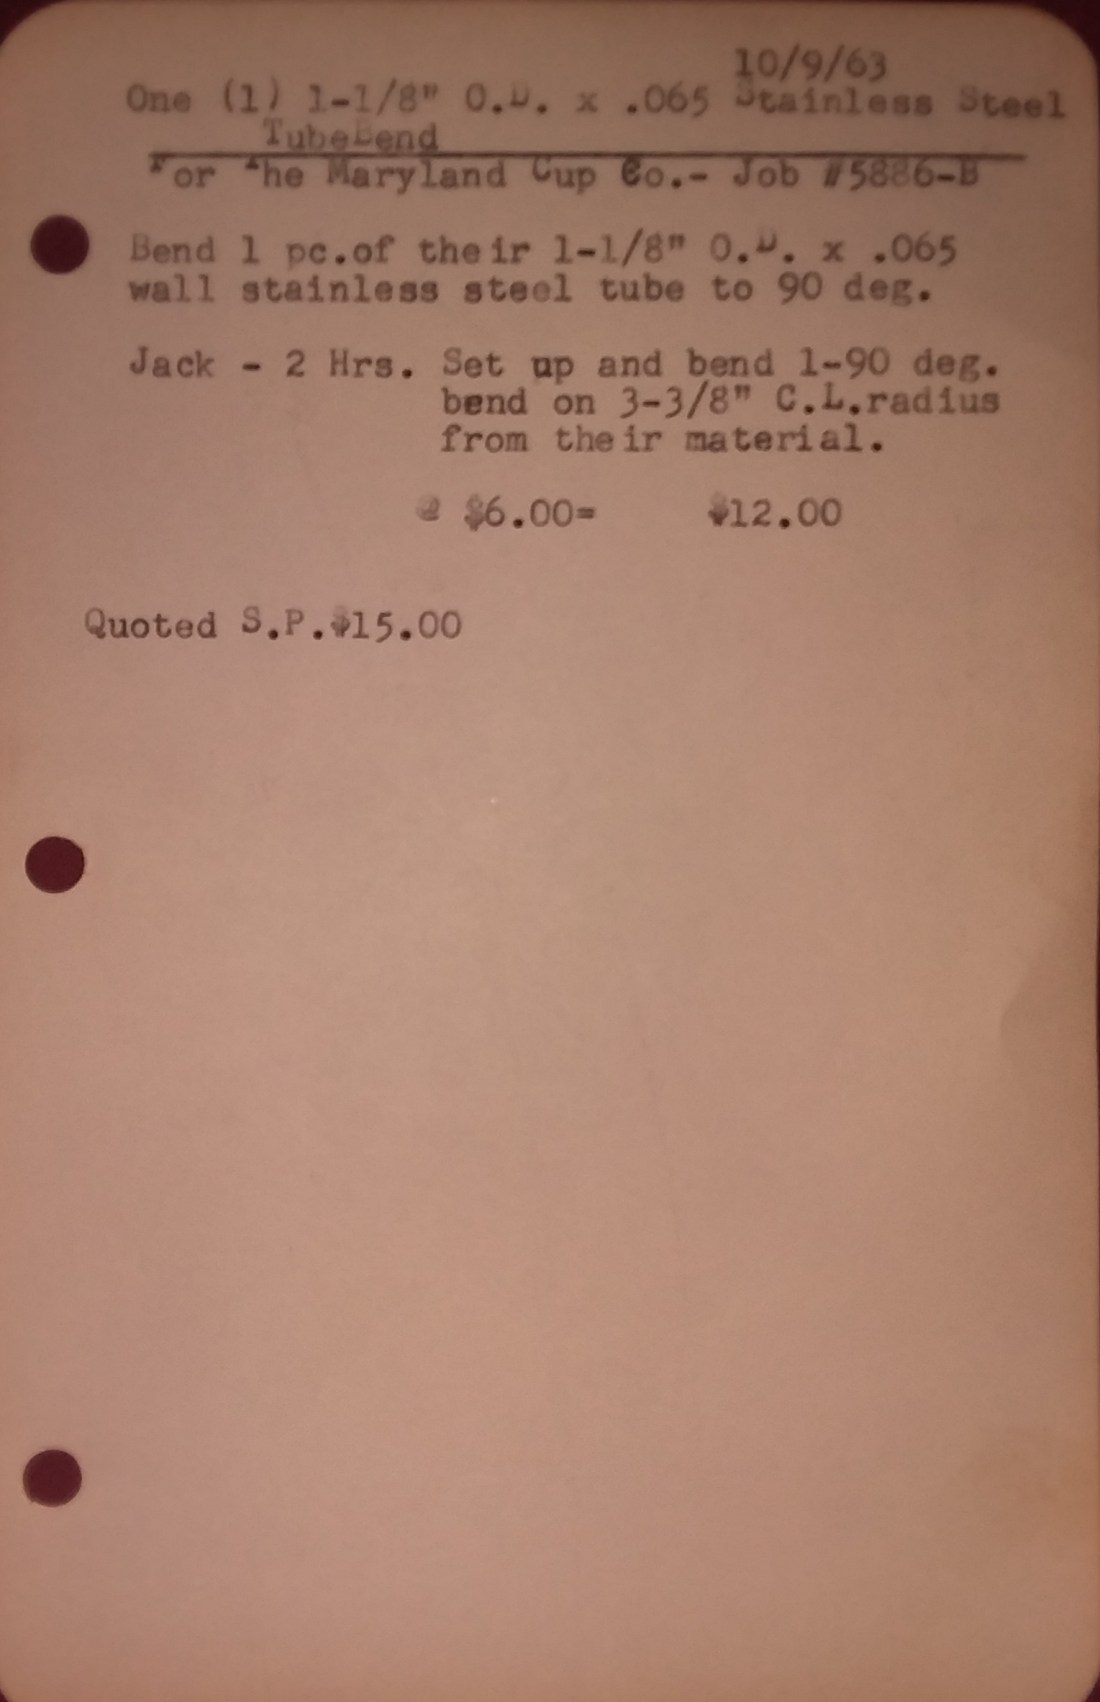 10/9/63
One (1) 1-1/8" O.D. x .065 Stainless Steel
TubeBend
For The Maryland Cup Co.- Job #5886-B
Bend 1 pc.of their 1-1/8" O.D. x .065
wall stainless steel tube to 90 deg.
Jack - 2 Hrs. Set up and bend 1-90 deg.
bend on 3-3/8" C.L.radius
from their material.
@ $6.00= $12.00
Quoted S.P.$15.00